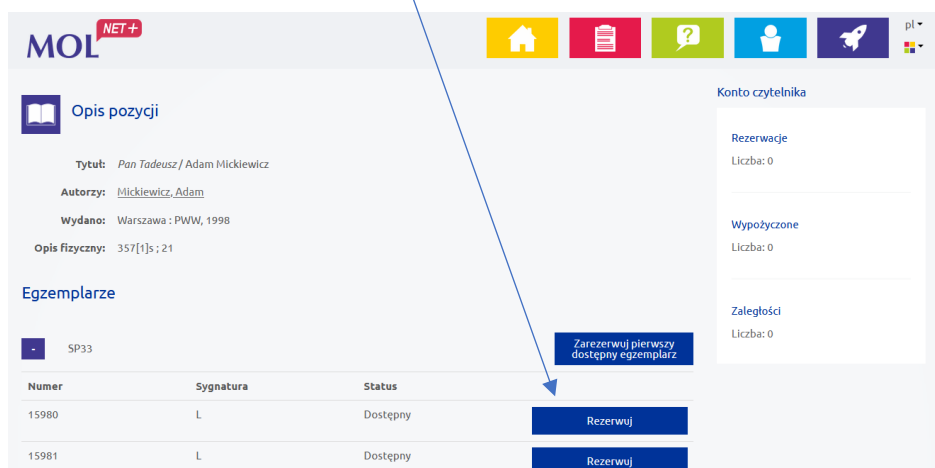 MOL NET+
pl
Opis pozycji
Tytuł: Pan Tadeusz / Adam Mickiewicz
Autorzy: Mickiewicz, Adam
Wydano: Warszawa : PWW, 1998
Opis fizyczny: 357[1]s ; 21
Egzemplarze
- SP33
Zarezerwuj pierwszy
dostępny egzemplarz
Numer Sygnatura Status
15980 L Dostępny Rezerwuj
15981 L Dostępny Rezerwuj
Konto czytelnika
Rezerwacje
Liczba: 0
Wypożyczone
Liczba: 0
Zaległości
Liczba: 0